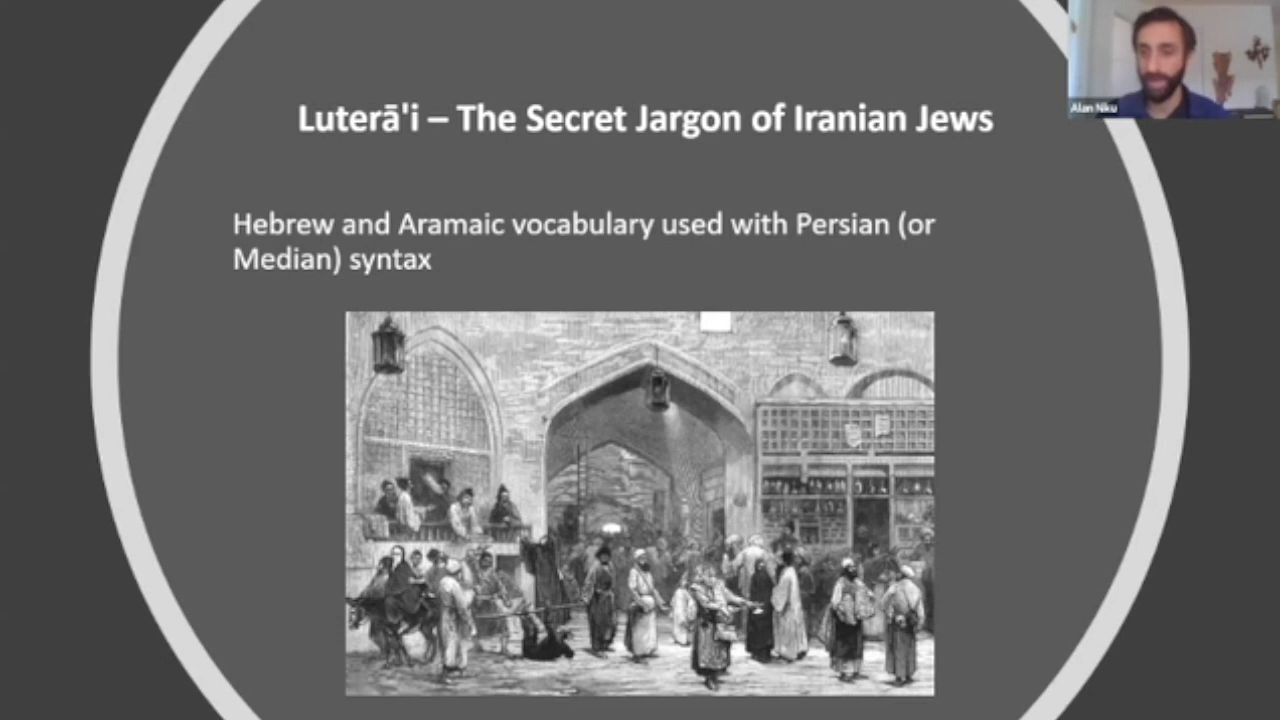 Luterā'i – The Secret Jargon of Iranian Jews
Hebrew and Aramaic vocabulary used with Persian (or
Median) syntax
Alan Niku